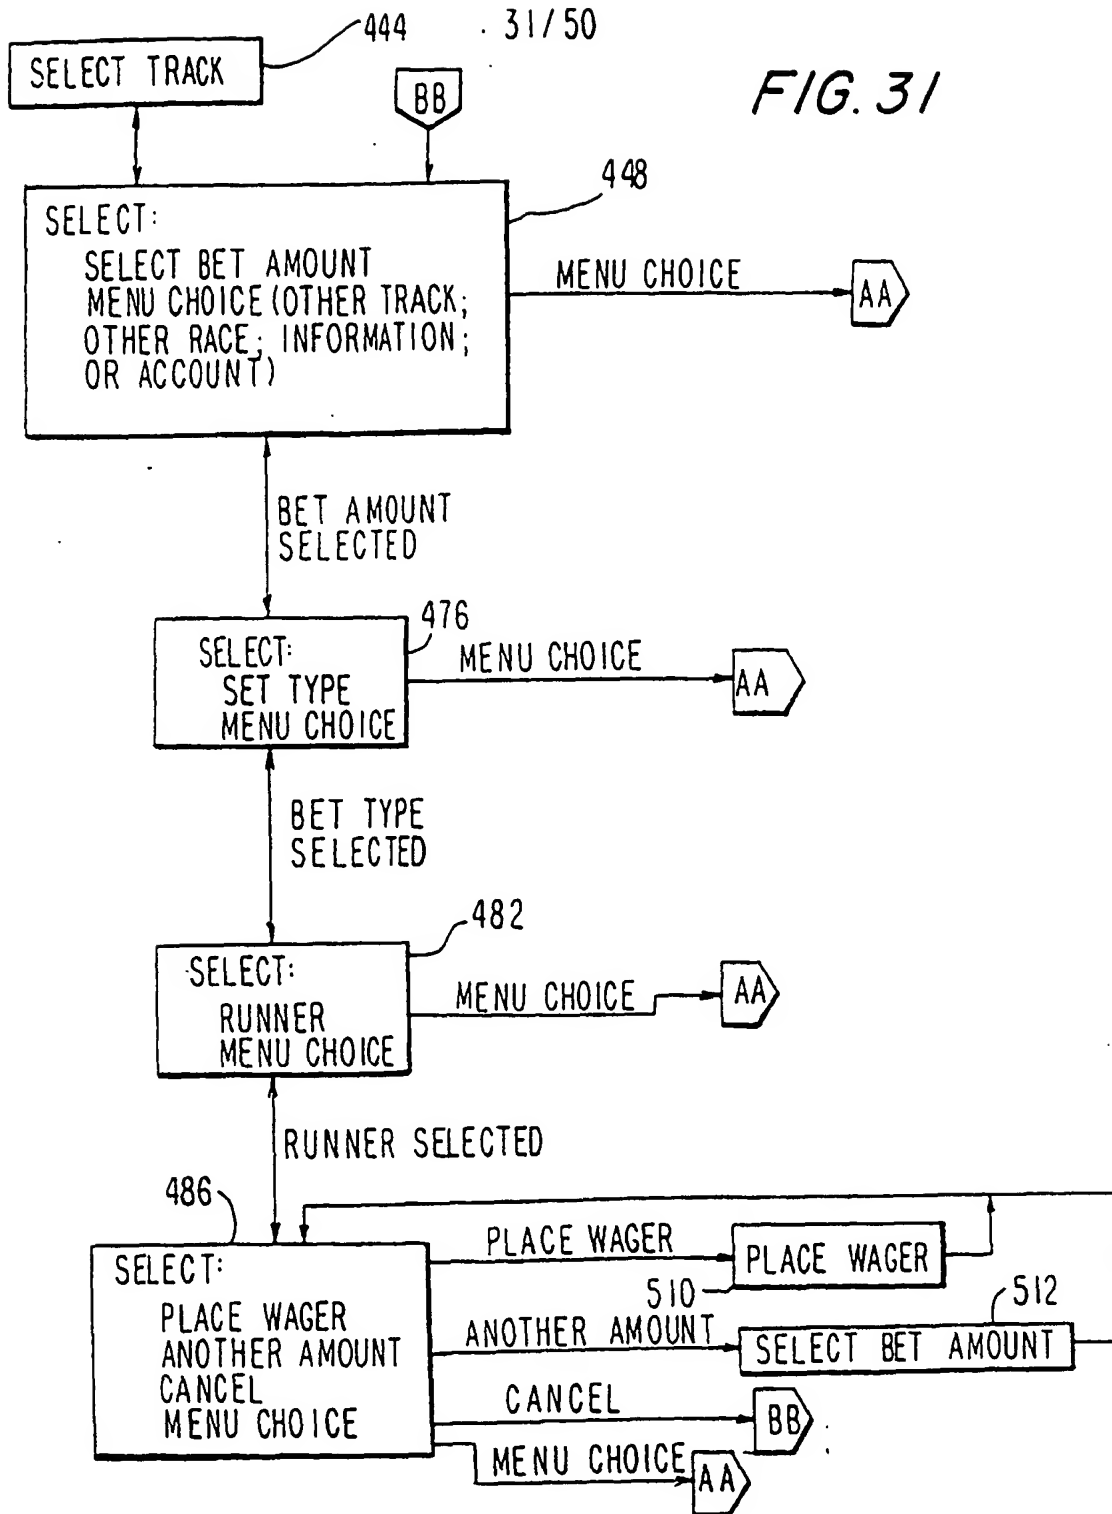 444
31/50
SELECT TRACK
BB
FIG. 31
448
SELECT:
SELECT BET AMOUNT
MENU CHOICE (OTHER TRACK;
OTHER RACE; INFORMATION;
OR ACCOUNT)
MENU CHOICE
AA
BET AMOUNT
SELECTED
476
SELECT:
SET TYPE
MENU CHOICE
MENU CHOICE
AA
BET TYPE
SELECTED
482
SELECT:
RUNNER
MENU CHOICE
MENU CHOICE
AA
RUNNER SELECTED
486
SELECT:
PLACE WAGER
ANOTHER AMOUNT
CANCEL
MENU CHOICE
PLACE WAGER
PLACE WAGER
510
ANOTHER AMOUNT
512
SELECT BET AMOUNT
CANCEL
BB
MENU CHOICE
AA